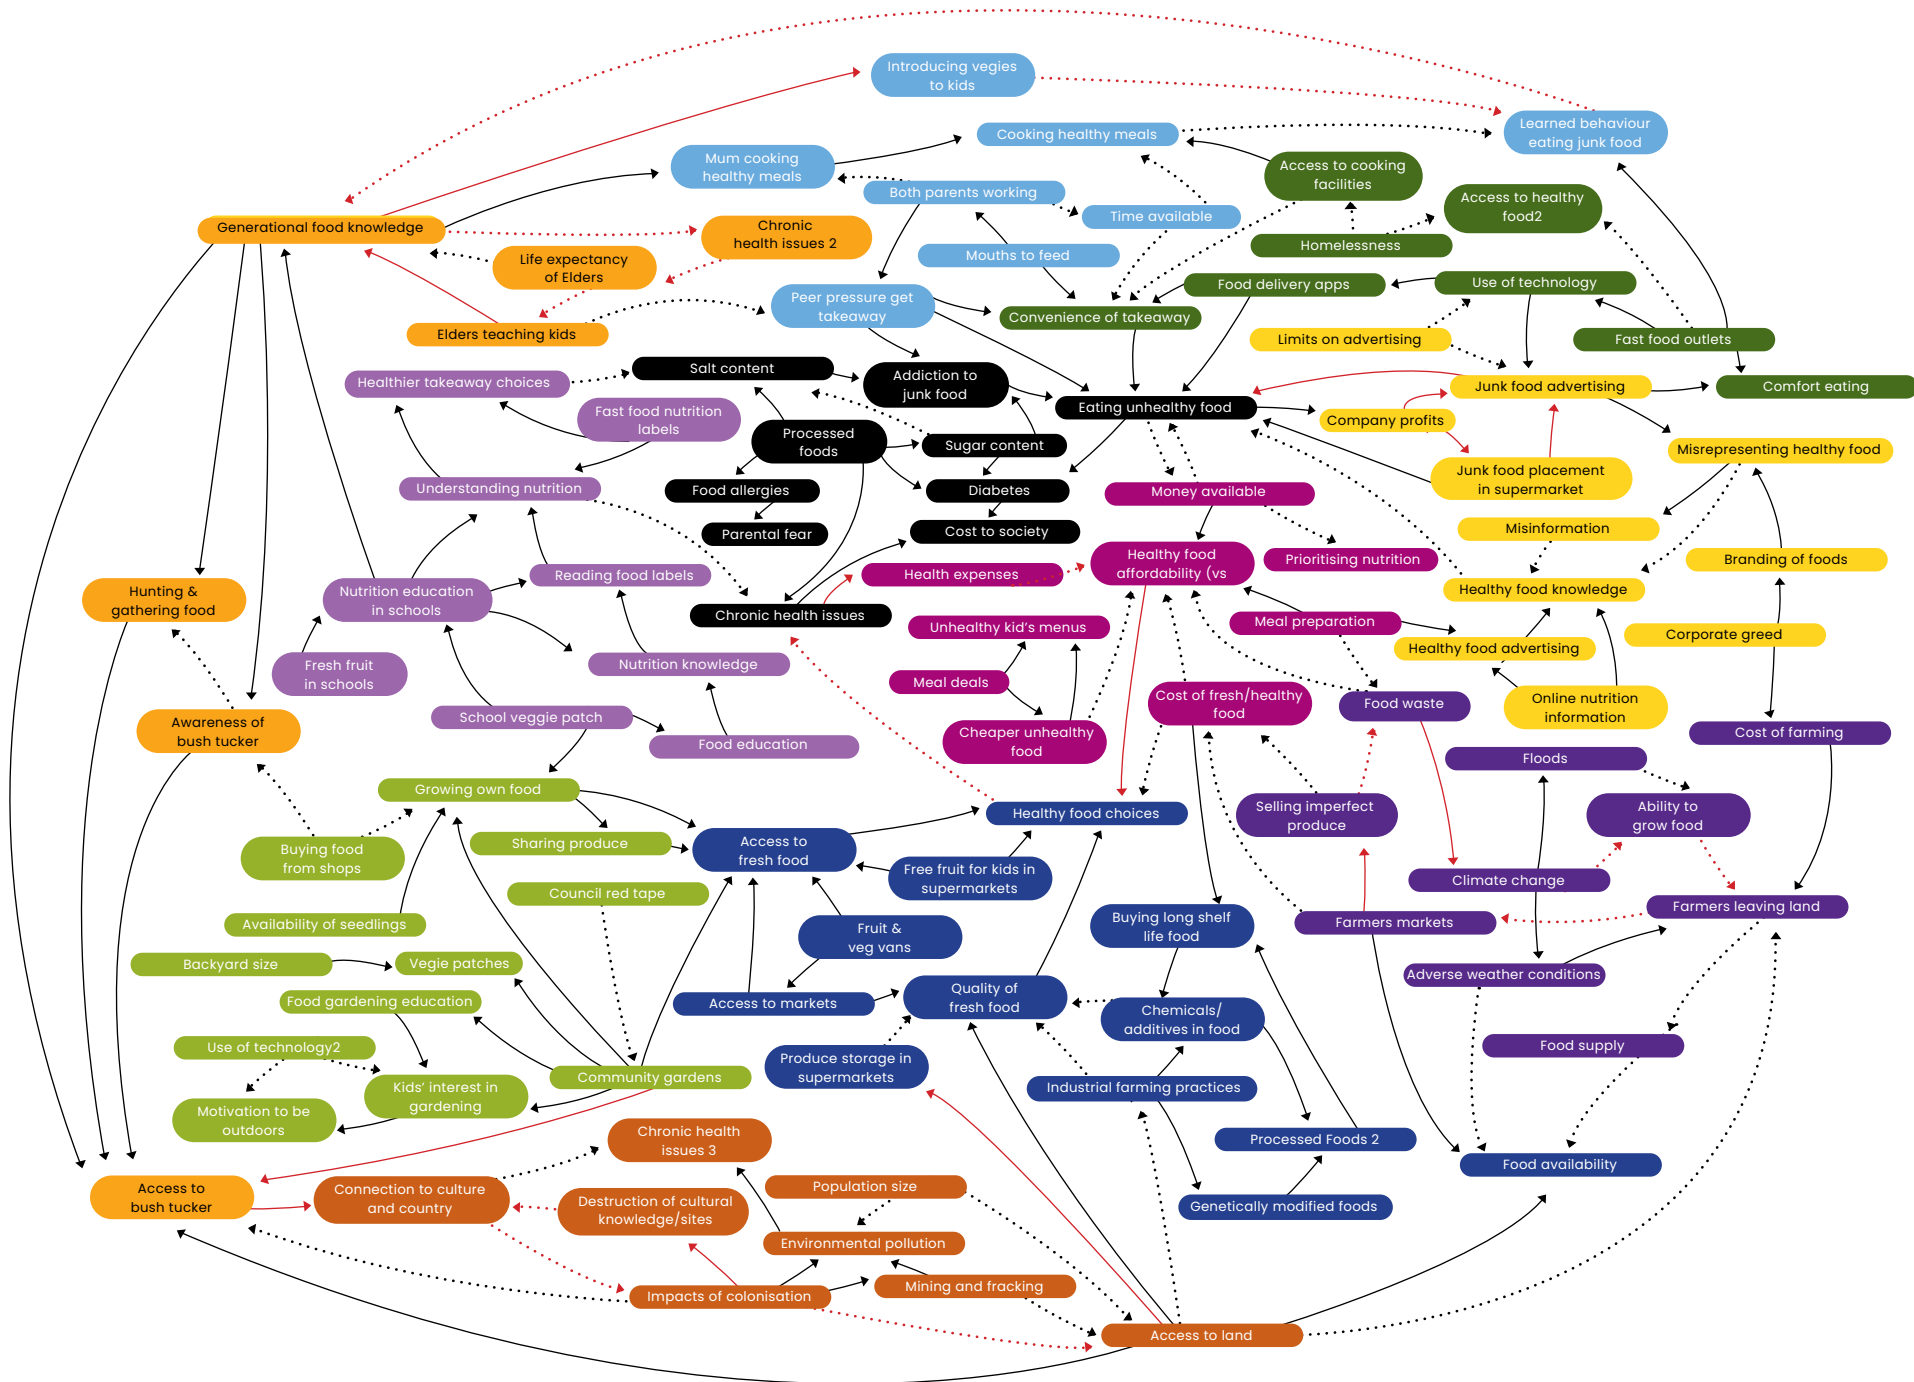 Introducing vegies
to kids
Learned behaviour
eating junk food
Cooking healthy meals
Mum cooking
healthy meals
Access to cooking
facilities
Both parents working
Access to healthy
food2
Time available
Generational food knowledge
Chronic
health issues 2
Homelessness
Mouths to feed
Life expectancy
of Elders
Food delivery apps
Use of technology
Peer pressure get
takeaway
Convenience of takeaway
Elders teaching kids
Limits on advertising
Fast food outlets
Salt content
Healthier takeaway choices
Addiction to
junk food
Junk food advertising
Comfort eating
Fast food nutrition
labels
Eating unhealthy food
Company profits
Processed
foods
Sugar content
Misrepresenting healthy food
Junk food placement
in supermarket
Understanding nutrition
Food allergies
Diabetes
Money available
Parental fear
Cost to society
Misinformation
Healthy food
affordability (vs
Prioritising nutrition
Branding of foods
Reading food labels
Health expenses
Hunting &
gathering food
Nutrition education
in schools
Healthy food knowledge
Chronic health issues
Unhealthy kid's menus
Meal preparation
Corporate greed
Healthy food advertising
Nutrition knowledge
Fresh fruit
in schools
Meal deals
Cost of fresh/healthy
food
Food waste
Online nutrition
information
School veggie patch
Awareness of
bush tucker
Food education
Cheaper unhealthy
food
Cost of farming
Floods
Growing own food
Healthy food choices
Selling imperfect
produce
Ability to
grow food
Sharing produce
Access to
fresh food
Buying food
from shops
Free fruit for kids in
supermarkets
Climate change
Council red tape
Farmers leaving land
Availability of seedlings
Buying long shelf
life food
Farmers markets
Fruit &
veg vans
Backyard size
Vegie patches
Adverse weather conditions
Food gardening education
Access to markets
Quality of
fresh food
Chemicals/
additives in food
Use of technology2
Food supply
Produce storage in
supermarkets
Community gardens
Kids' interest in
gardening
Industrial farming practices
Motivation to be
outdoors
Chronic health
issues 3
Processed Foods 2
Food availability
Access to
bush tucker
Connection to culture
and country
Population size
Destruction of cultural
knowledge/sites
Genetically modified foods
Environmental pollution
Mining and fracking
Impacts of colonisation
Access to land